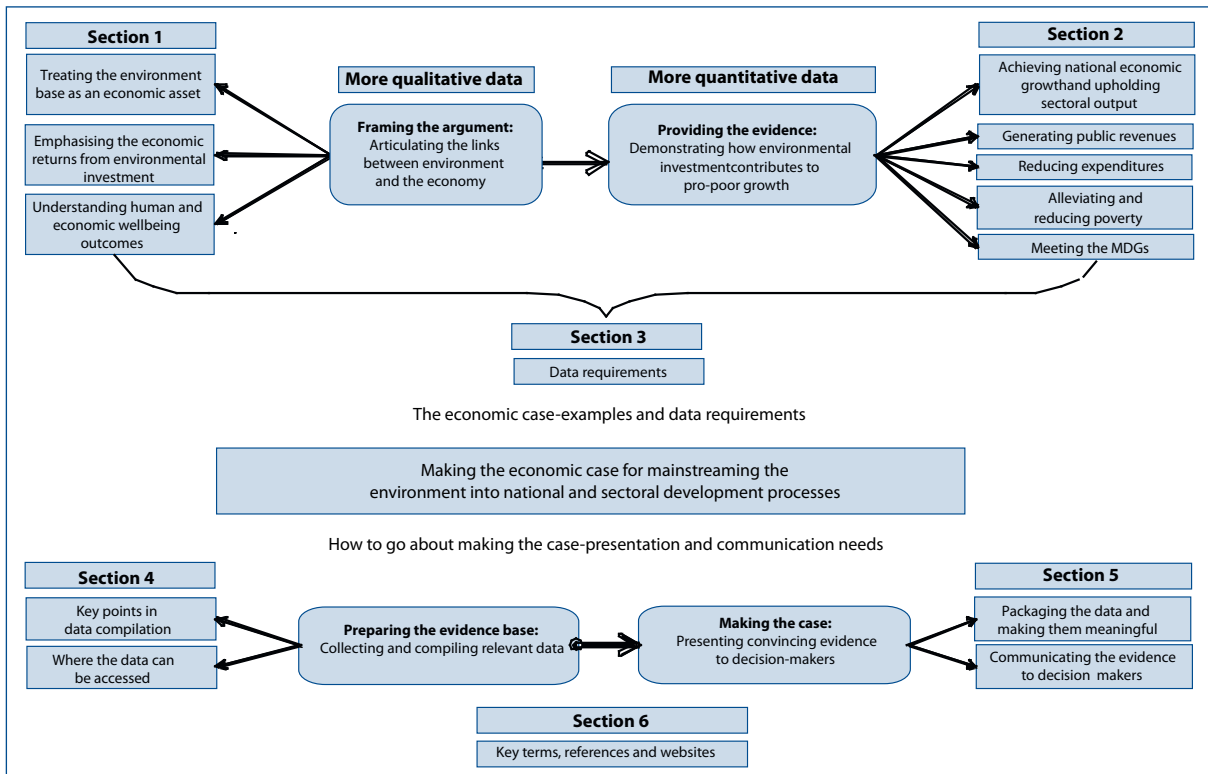 Section 1
Treating the environment
base as an economic asset
Emphasising the economic
returns from environmental
investment
Understanding human and
economic wellbeing
outcomes
More qualitative data
Framing the argument:
Articulating the links
between environment
and the economy
More quantitative data
Providing the evidence:
Demonstrating how environmental
investmentcontributes to
pro-poor growth
Section 2
Achieving national economic
growthand upholding
sectoral output
Generating public revenues
Reducing expenditures
Alleviating and
reducing poverty
Meeting the MDGs
Section 3
Data requirements
The economic case-examples and data requirements
Making the economic case for mainstreaming the
environment into national and sectoral development processes
How to go about making the case-presentation and communication needs
Section 4
Key points in
data compilation
Where the data can
be accessed
Preparing the evidence base:
Collecting and compiling relevant data
Making the case:
Presenting convincing evidence
to decision-makers
Section 5
Packaging the data and
making them meaningful
Communicating the evidence
to decision makers
Section 6
Key terms, references and websites